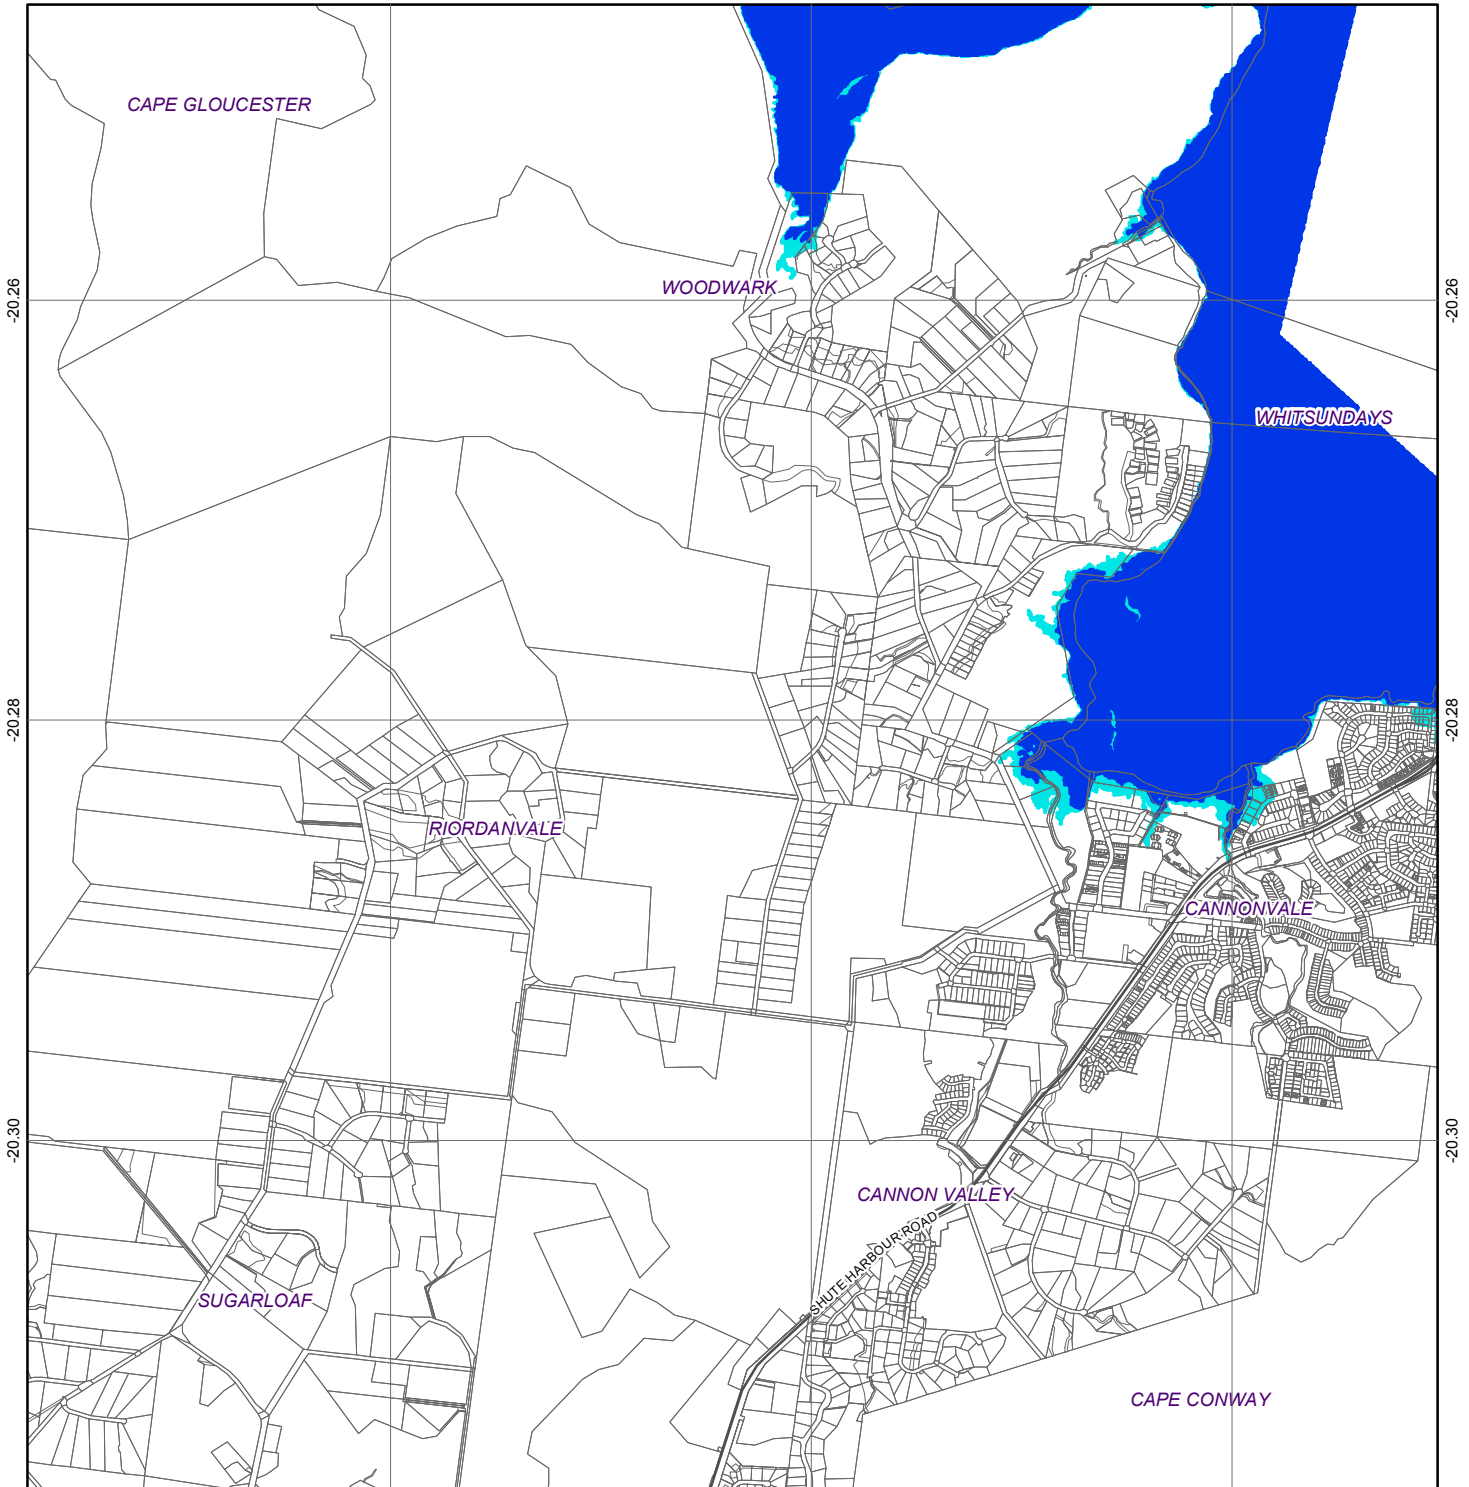 CAPE GLOUCESTER
WOODWARK
-20.26
-20.26
WHITSUNDAYS
-20.28
-20.28
RIORDANVALE
CANNONVALE
-20.30
-20.30
CANNON VALLEY
SHUTE HARBOUR ROAD
SUGARLOAF
CAPE CONWAY